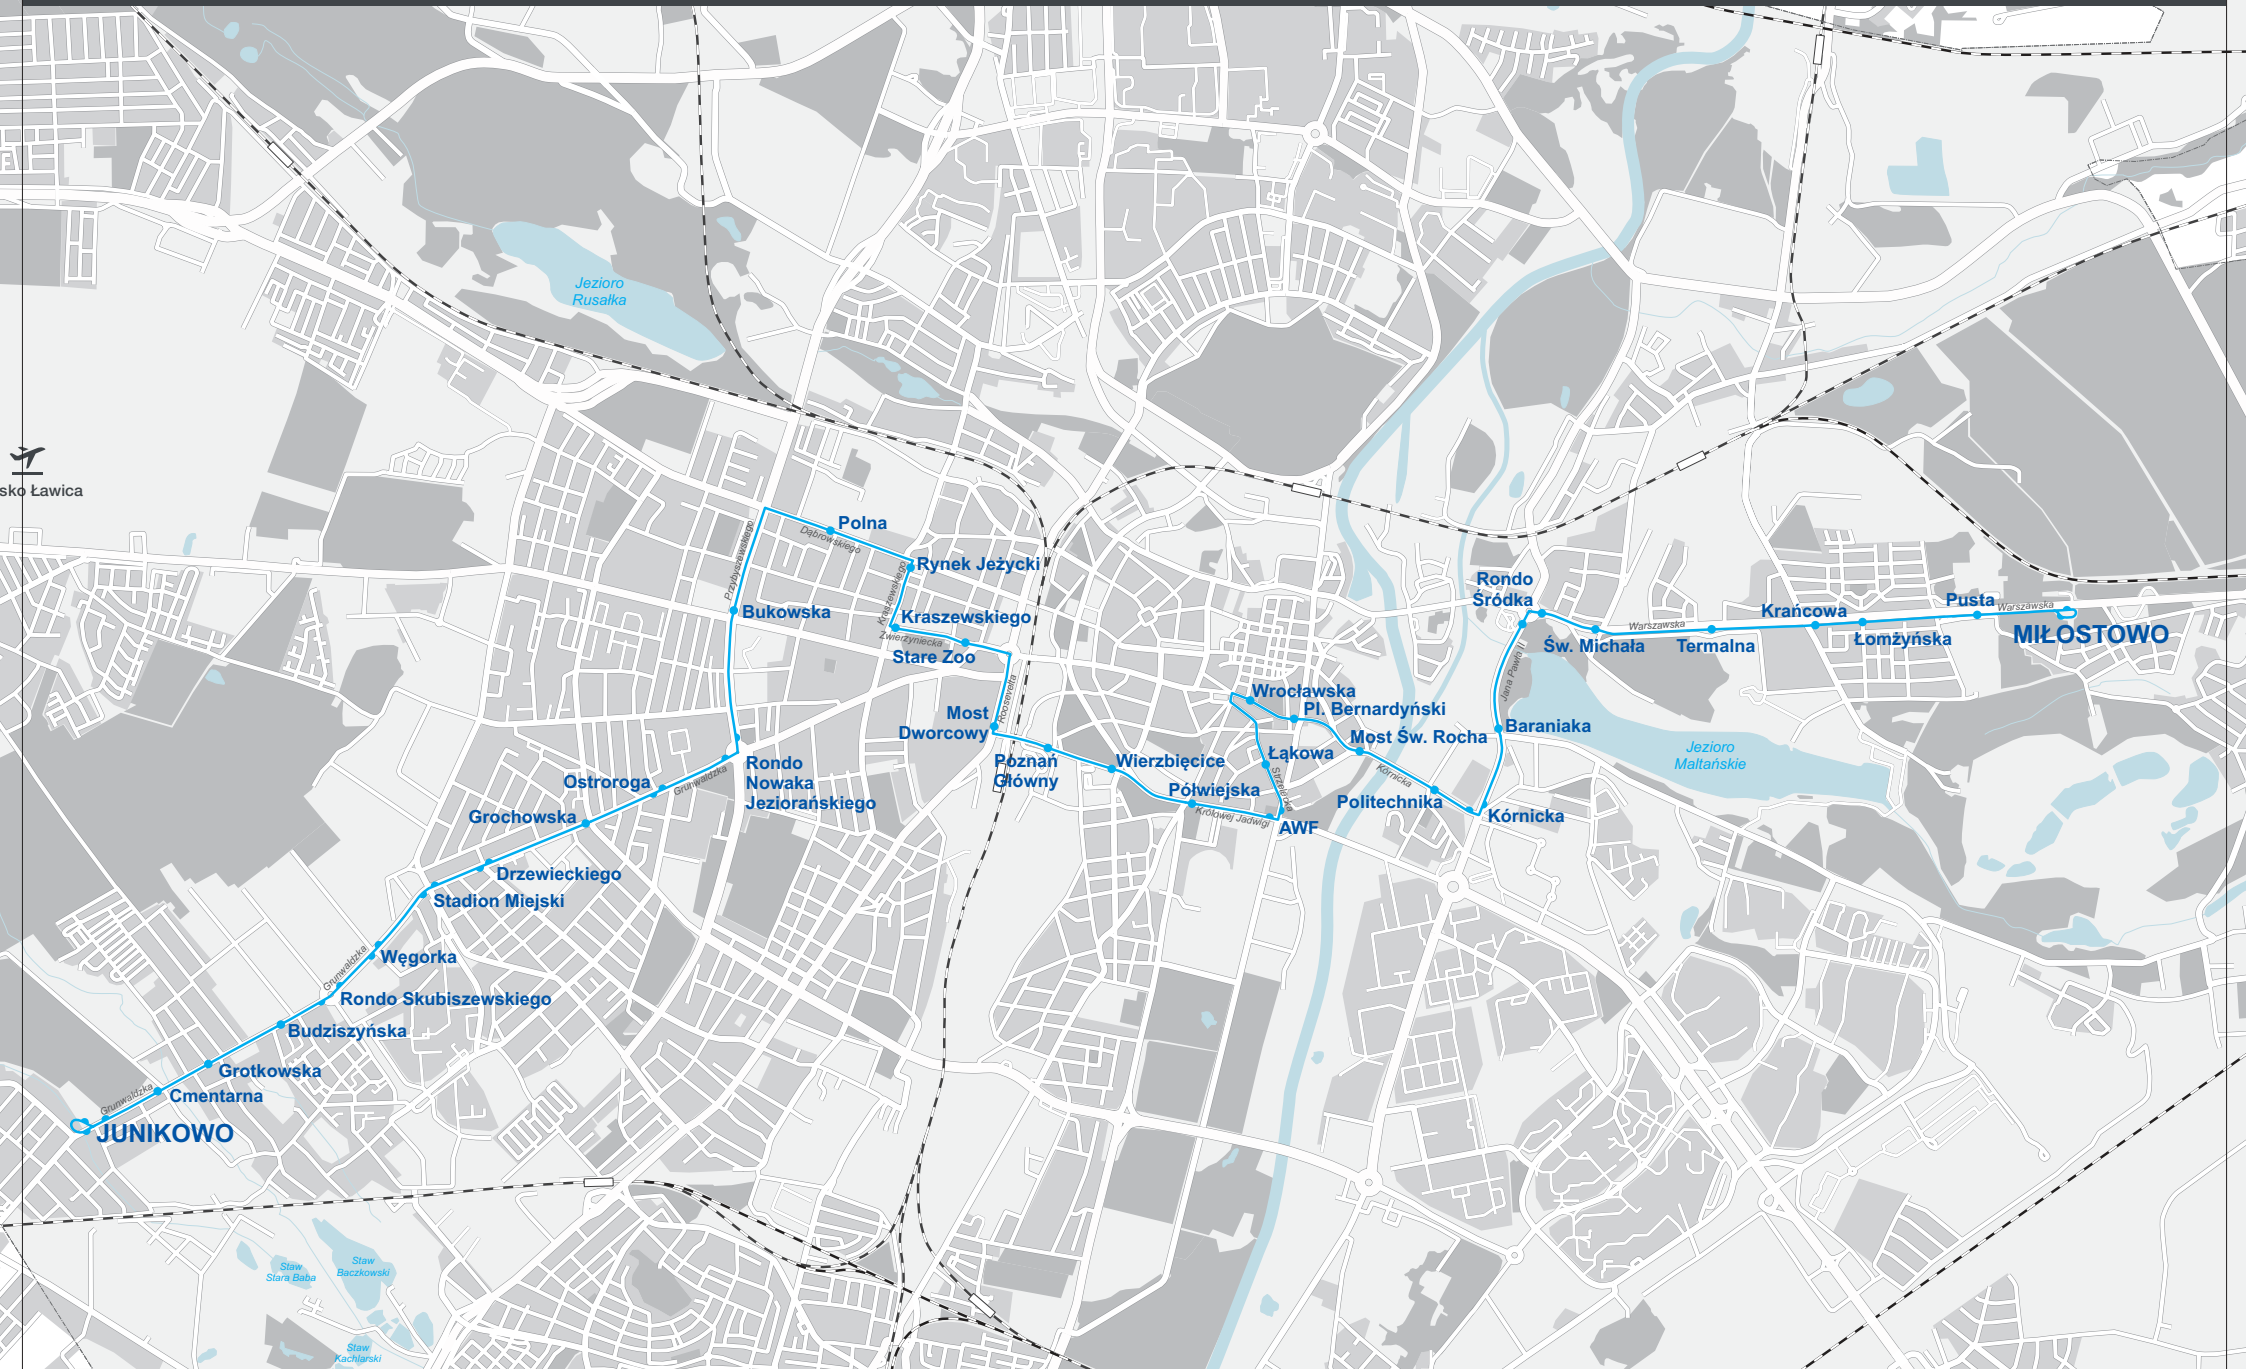 Jezioro
Rusałka
sko Ławica
Polna
Dąbrowskiego
Przybyszewskiego
Rynek Jeżycki
Kraszewskiego
Bukowska
Kraszewskiego
Zwierzyniecka
Stare Zoo
Roosevelta
Most
Dworcowy
Poznań
Główny
Wierzbięcice
Półwiejska
Królowej Jadwigi
AWF
Strzelecka
Łąkowa
Wrocławska
Pl. Bernardyński
Most Św. Rocha
Kórnicka
Politechnika
Kórnicka
Baraniaka
Jana Pawła II
Rondo
Śródka
Św. Michała
Warszawska
Termalna
Krańcowa
Łomżyńska
Pusta
Warszawska
MIŁOSTOWO
Jezioro
Maltańskie
Rondo
Nowaka
Jeziorańskiego
Grunwaldzka
Ostroroga
Grochowska
Drzewieckiego
Stadion Miejski
Węgorka
Grunwaldzka
Rondo Skubiszewskiego
Budziszyńska
Grotkowska
Cmentarna
Grunwaldzka
JUNIKOWO
Staw
Stara Baba
Staw
Baczkowski
Staw
Kachlarski